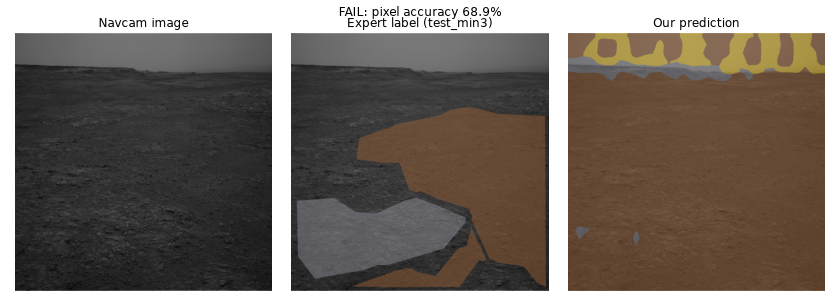 FAIL: pixel accuracy 68.9%
Navcam image
Expert label (test_min3)
Our prediction